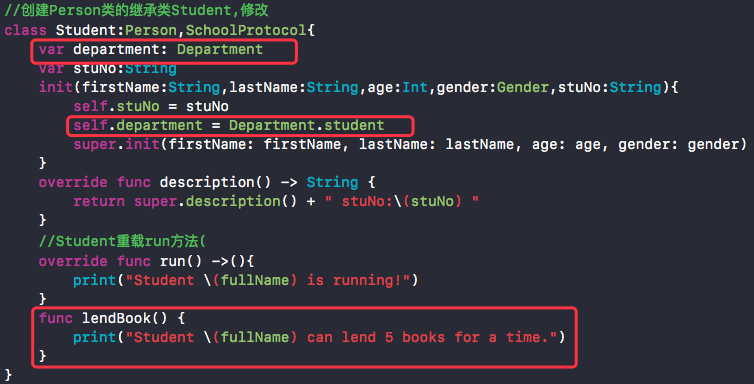 //创建Person类的继承类Student,修改
class Student:Person,SchoolProtocol{
    var department: Department
    var stuNo:String
    init(firstName:String,lastName:String,age:Int,gender:Gender,stuNo:String){
        self.stuNo = stuNo
        self.department = Department.student
        super.init(firstName: firstName, lastName: lastName, age: age, gender: gender)
    }
    override func description() -> String {
        return super.description() + " stuNo:\(stuNo) "
    }
    //Student重载run方法(
    override func run() ->(){
        print("Student \(fullName) is running!")
    }
    func lendBook() {
        print("Student \(fullName) can lend 5 books for a time.")
    }
}